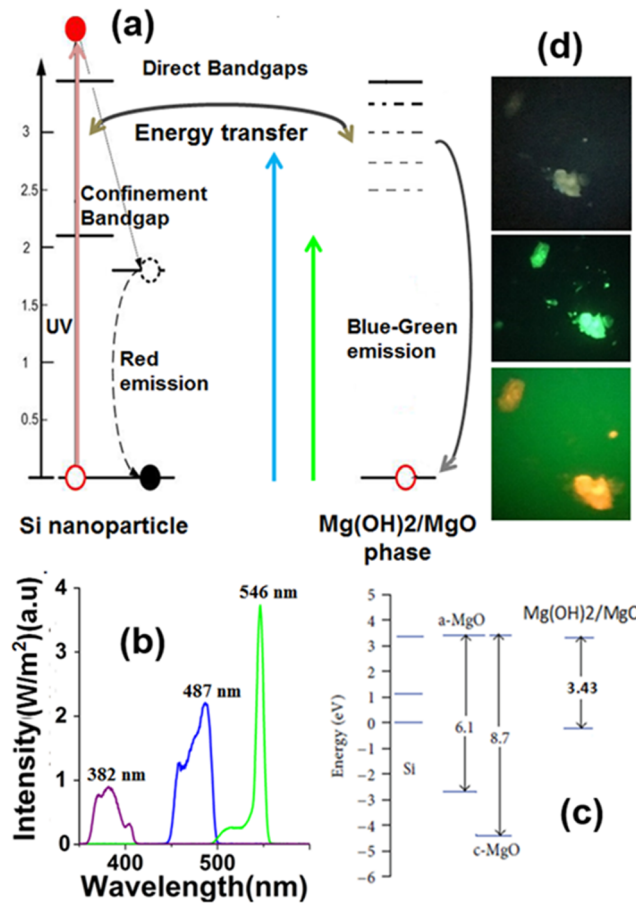 (a)
(d)
Direct Bandgaps
Energy transfer
3
2.5
2
1.5
1
0.5
Confinement
Bandgap
UV
Red
emission
Blue-Green
emission
Si nanoparticle
Mg(OH)2/MgO
phase
(b)
Intensity(W/m²)(a.u)
4
3
2
1
0
382 nm
487 nm
546 nm
400
500
Wavelength(nm)
(c)
Energy (eV)
5
4
3
2
1
0
−1
−2
−3
−4
−5
−6
Si
a-MgO
6.1
8.7
c-MgO
Mg(OH)2/MgO
3.43